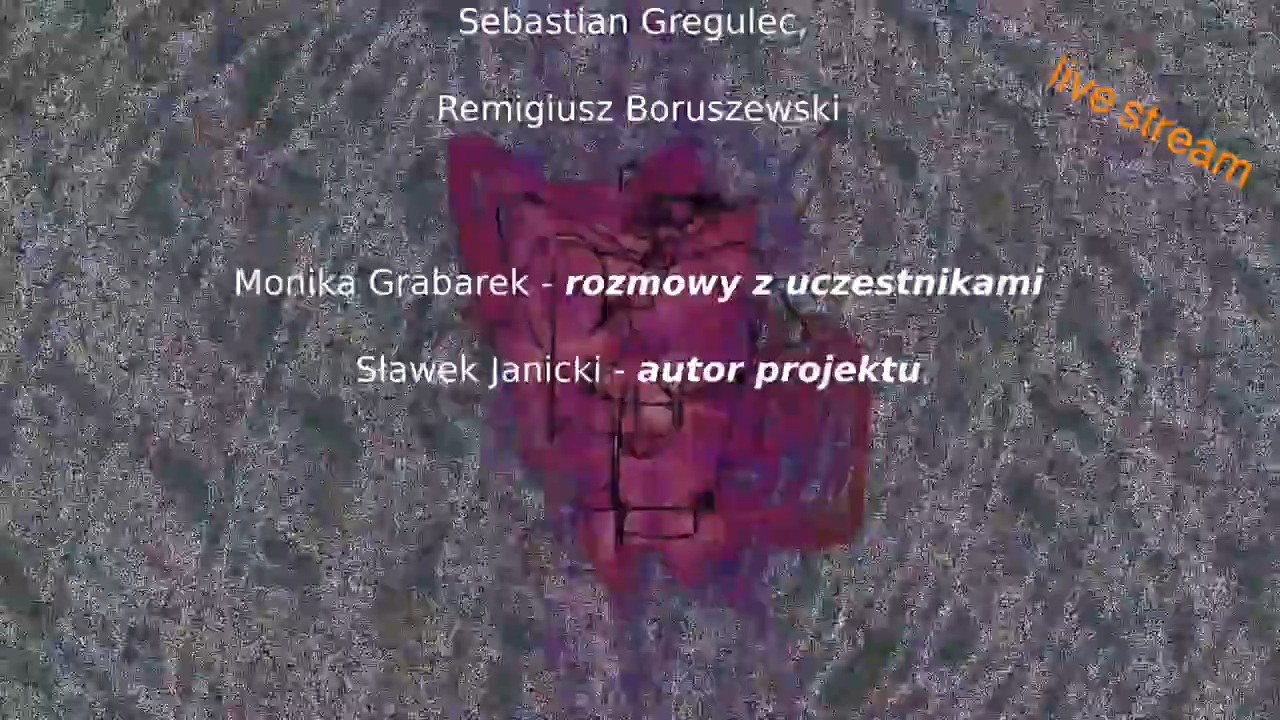 Sebastian Gregulec,
live stream
Remigiusz Boruszewski
Monika Grabarek - rozmowy z uczestnikami
Sławek Janicki - autor projektu